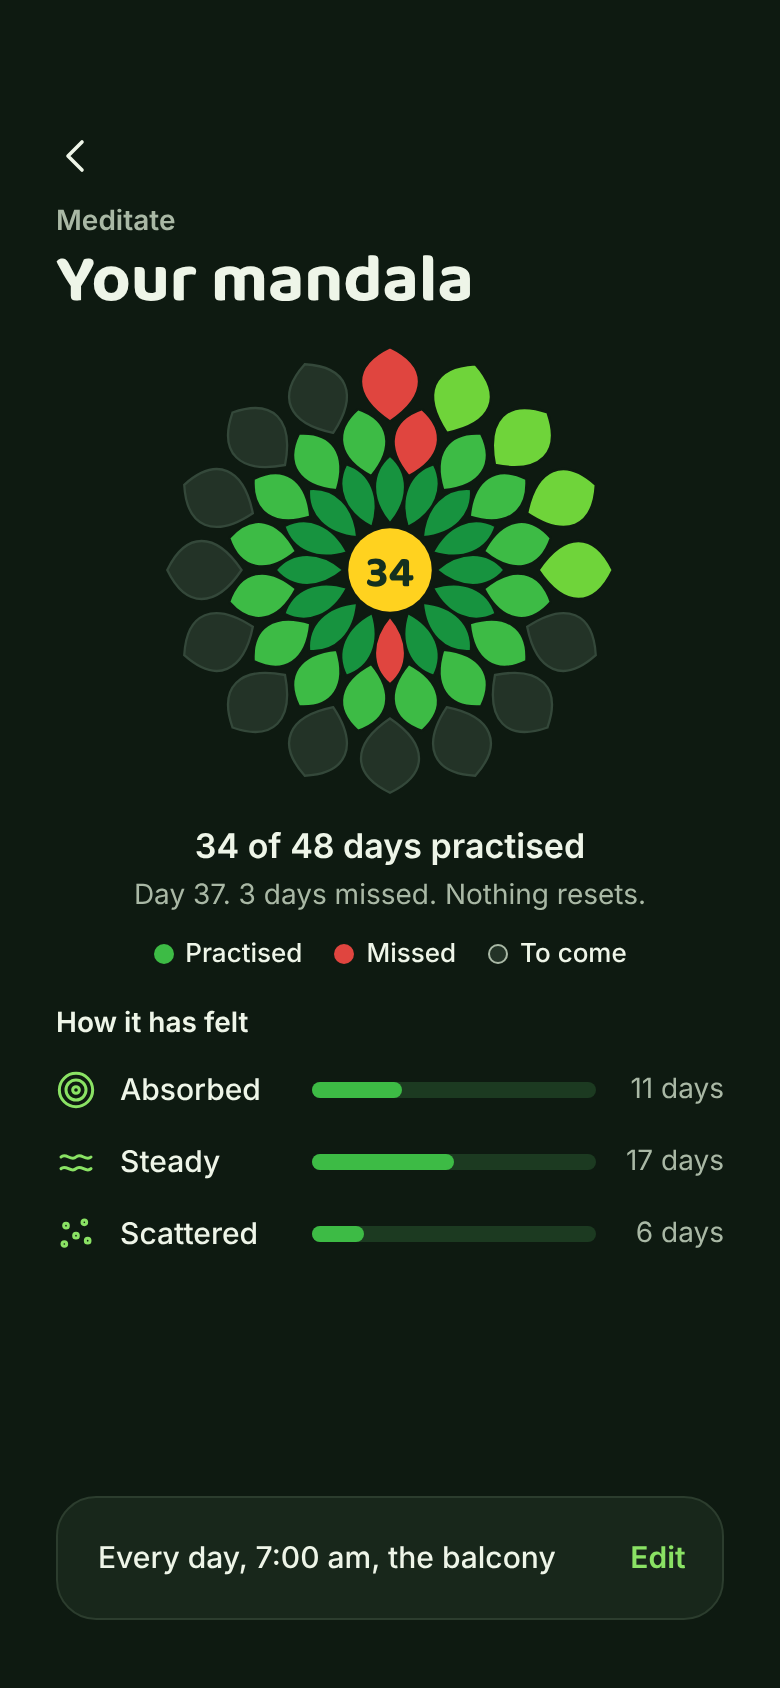 Meditate
Your mandala
34
34 of 48 days practised
Day 37. 3 days missed. Nothing resets.
Practised Missed To come
How it has felt
Absorbed 11 days
Steady 17 days
Scattered 6 days
Every day, 7:00 am, the balcony Edit